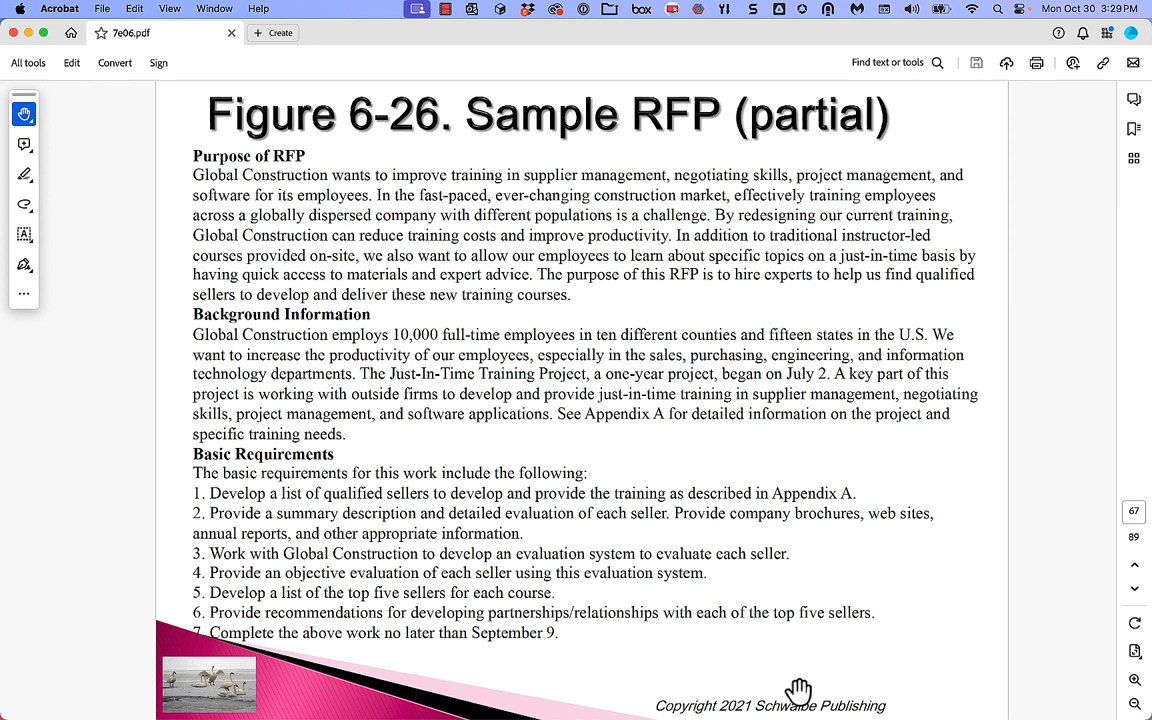 Acrobat File Edit View Window Help box Mon Oct 30 3:29 PM
7e06.pdf + Create
All tools Edit Convert Sign Find text or tools
Figure 6-26. Sample RFP (partial)
Purpose of RFP
Global Construction wants to improve training in supplier management, negotiating skills, project management, and
software for its employees. In the fast-paced, ever-changing construction market, effectively training employees
across a globally dispersed company with different populations is a challenge. By redesigning our current training,
Global Construction can reduce training costs and improve productivity. In addition to traditional instructor-led
courses provided on-site, we also want to allow our employees to learn about specific topics on a just-in-time basis by
having quick access to materials and expert advice. The purpose of this RFP is to hire experts to help us find qualified
sellers to develop and deliver these new training courses.
Background Information
Global Construction employs 10,000 full-time employees in ten different counties and fifteen states in the U.S. We
want to increase the productivity of our employees, especially in the sales, purchasing, engineering, and information
technology departments. The Just-In-Time Training Project, a one-year project, began on July 2. A key part of this
project is working with outside firms to develop and provide just-in-time training in supplier management, negotiating
skills, project management, and software applications. See Appendix A for detailed information on the project and
specific training needs.
Basic Requirements
The basic requirements for this work include the following:
1. Develop a list of qualified sellers to develop and provide the training as described in Appendix A.
2. Provide a summary description and detailed evaluation of each seller. Provide company brochures, web sites,
annual reports, and other appropriate information.
3. Work with Global Construction to develop an evaluation system to evaluate each seller.
4. Provide an objective evaluation of each seller using this evaluation system.
5. Develop a list of the top five sellers for each course.
6. Provide recommendations for developing partnerships/relationships with each of the top five sellers.
7. Complete the above work no later than September 9.
67
89
Copyright 2021 Schwalbe Publishing